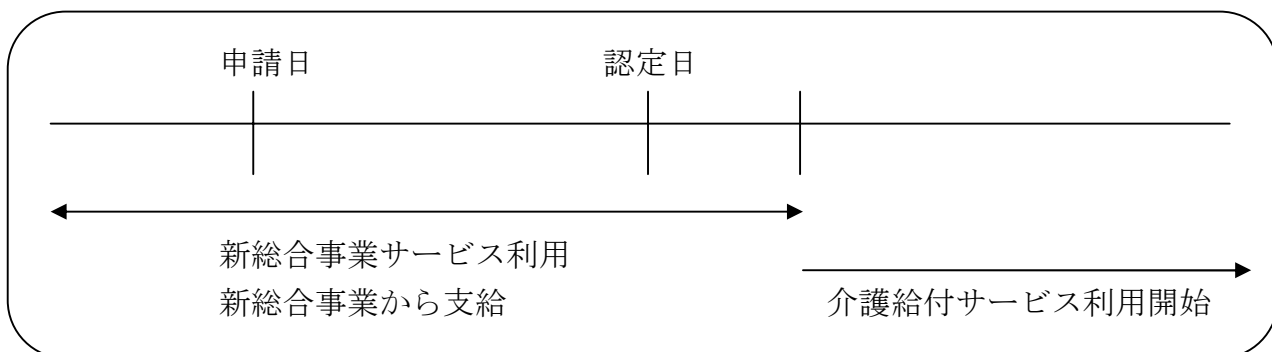 申請日
認定日
新総合事業サービス利用
新総合事業から支給
介護給付サービス利用開始